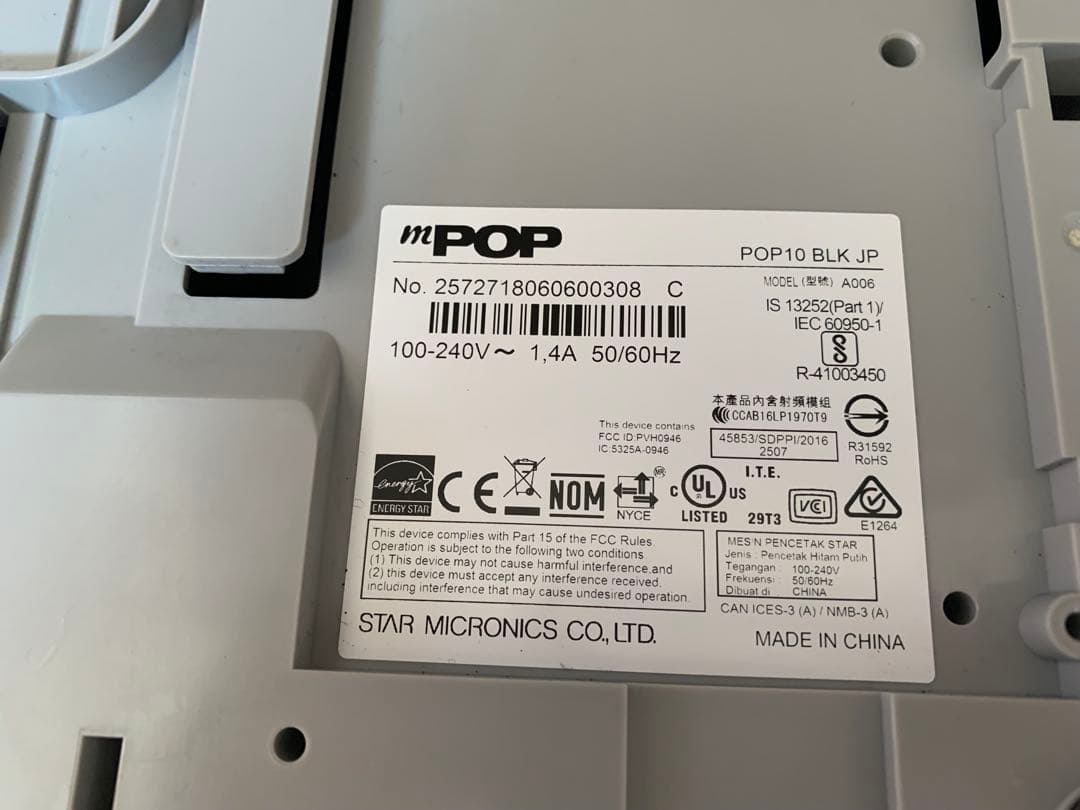 mPOP
POP10 BLK JP
No. 2572718060600308 C
MODEL (型號) A006
IS 13252(Part 1)/
IEC 60950-1
100-240V～ 1,4A 50/60Hz
R-41003450
本產品內含射頻模組
CCAB16LP1970T9
This device contains
FCC ID:PVH0946
IC:5325A-0946
45853/SDPPI/2016
2507
R31592
RoHS
energy
ENERGY STAR
CE
NOM
MR
NYCE
C UL US
LISTED
I.T.E.
29T3
VCI
E1264
This device complies with Part 15 of the FCC Rules.
Operation is subject to the following two conditions
(1) This device may not cause harmful interference,and
(2) this device must accept any interference received,
including interference that may cause undesired operation.
MESIN PENCETAK STAR
Jenis : Pencetak Hitam Putih
Tegangan : 100-240V
Frekuensi : 50/60Hz
Dibuat di : CHINA
CAN ICES-3 (A) / NMB-3 (A)
STAR MICRONICS CO.,LTD.
MADE IN CHINA